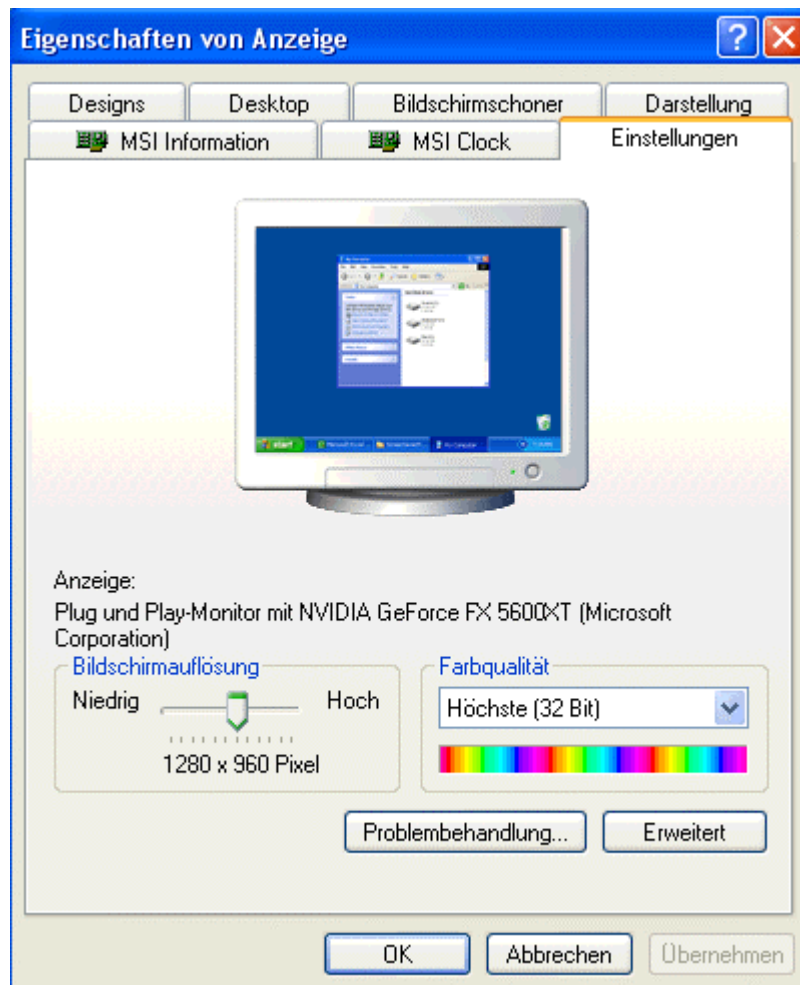 Eigenschaften von Anzeige
Designs Desktop Bildschirmschoner Darstellung
MSI Information MSI Clock Einstellungen
start
Anzeige:
Plug und Play-Monitor mit NVIDIA GeForce FX 5600XT (Microsoft
Corporation)
Bildschirmauflösung
Niedrig Hoch
1280 x 960 Pixel
Farbqualität
Höchste (32 Bit)
Problembehandlung... Erweitert
OK Abbrechen Übernehmen